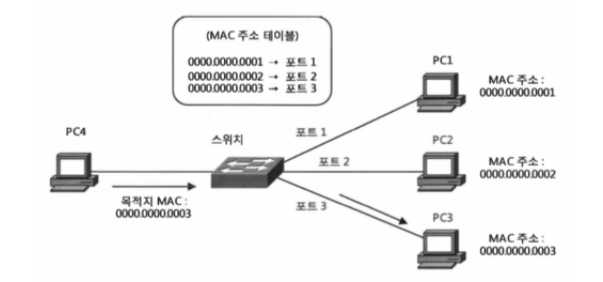 (MAC 주소 테이블)
0000.0000.0001 → 포트 1
0000.0000.0002 → 포트 2
0000.0000.0003 → 포트 3
PC1
MAC 주소 :
0000.0000.0001
PC4
스위치
포트 1
PC2
포트 2
MAC 주소 :
0000.0000.0002
목적지 MAC :
0000.0000.0003
포트 3
PC3
MAC 주소 :
0000.0000.0003